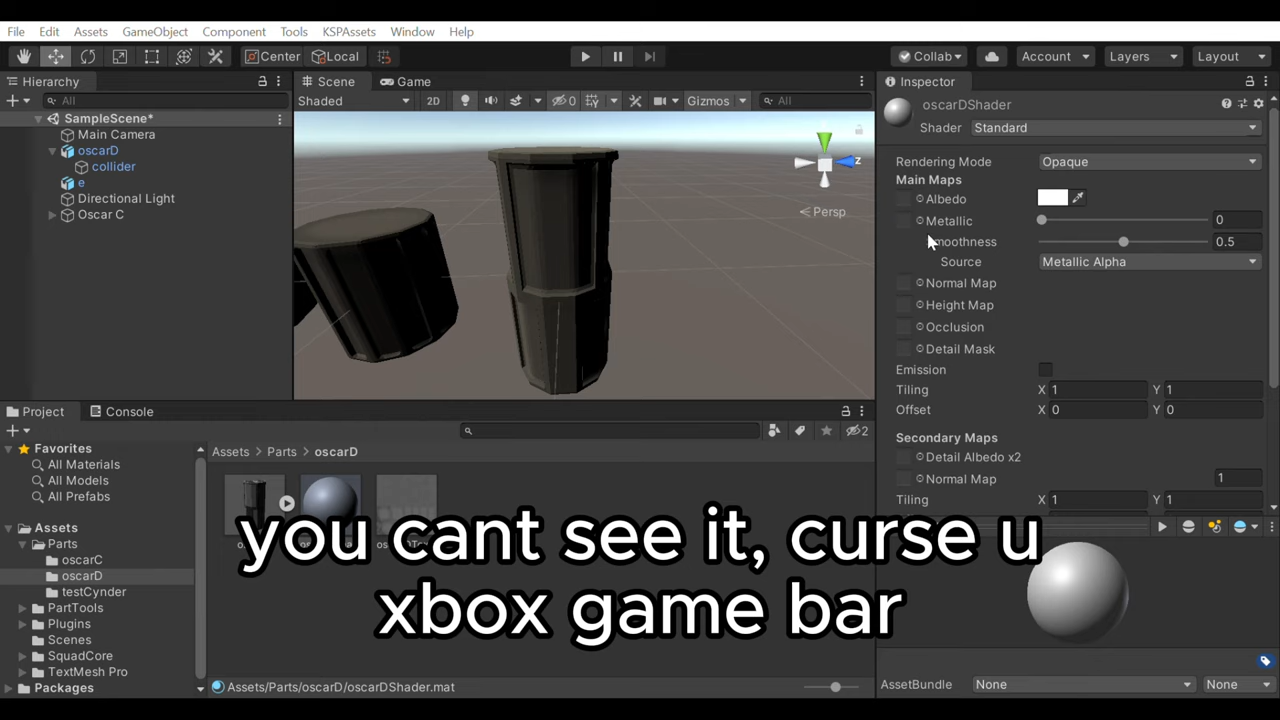 File Edit Assets GameObject Component Tools KSPAssets Window Help
Center Local Collab Account Layers Layout
Hierarchy
All
SampleScene*
Main Camera
oscarD
collider
e
Directional Light
Oscar C
Scene Game
Shaded 2D 0 Gizmos All
z
Persp
Inspector
oscarDShader
Shader Standard
Rendering Mode Opaque
Main Maps
Albedo
Metallic 0
moothness 0.5
Source Metallic Alpha
Normal Map
Height Map
Occlusion
Detail Mask
Emission
Tiling X 1 Y 1
Offset X 0 Y 0
Secondary Maps
Detail Albedo x2
Normal Map 1
Tiling X 1 Y 1
AssetBundle None None
Project Console
2
Favorites
All Materials
All Models
All Prefabs
Assets
Parts
oscarC
oscarD
testCynder
PartTools
Plugins
Scenes
SquadCore
TextMesh Pro
Packages
Assets Parts oscarD
you cant see it, curse u
xbox game bar
Assets/Parts/oscarD/oscarDShader.mat